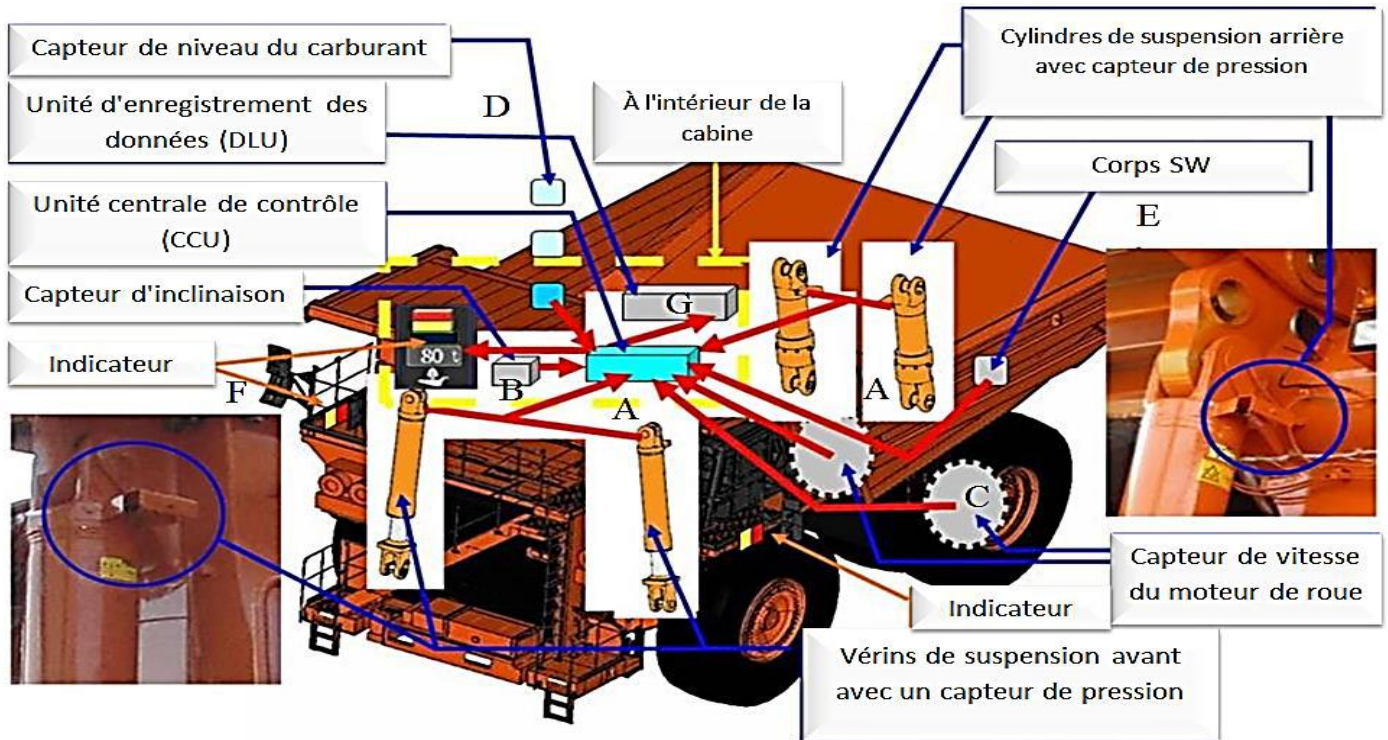 Capteur de niveau du carburant
Unité d'enregistrement des
données (DLU)
Unité centrale de contrôle
(CCU)
Capteur d'inclinaison
Indicateur
D
À l'intérieur de la
cabine
Cylindres de suspension arrière
avec capteur de pression
Corps SW
E
G
80 t
B
F
A
A
C
Capteur de vitesse
du moteur de roue
Indicateur
Vérins de suspension avant
avec un capteur de pression